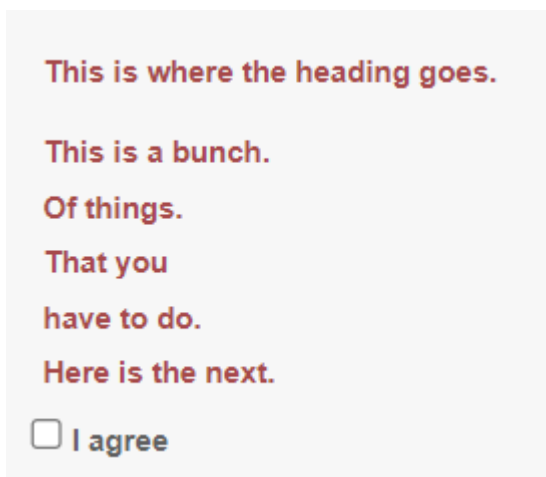 This is where the heading goes.
This is a bunch.
Of things.
That you
have to do.
Here is the next.
I agree